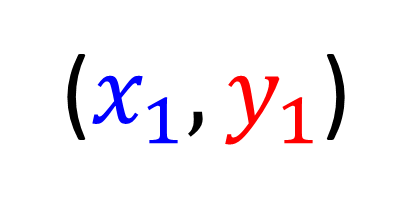 (x₁, y₁)